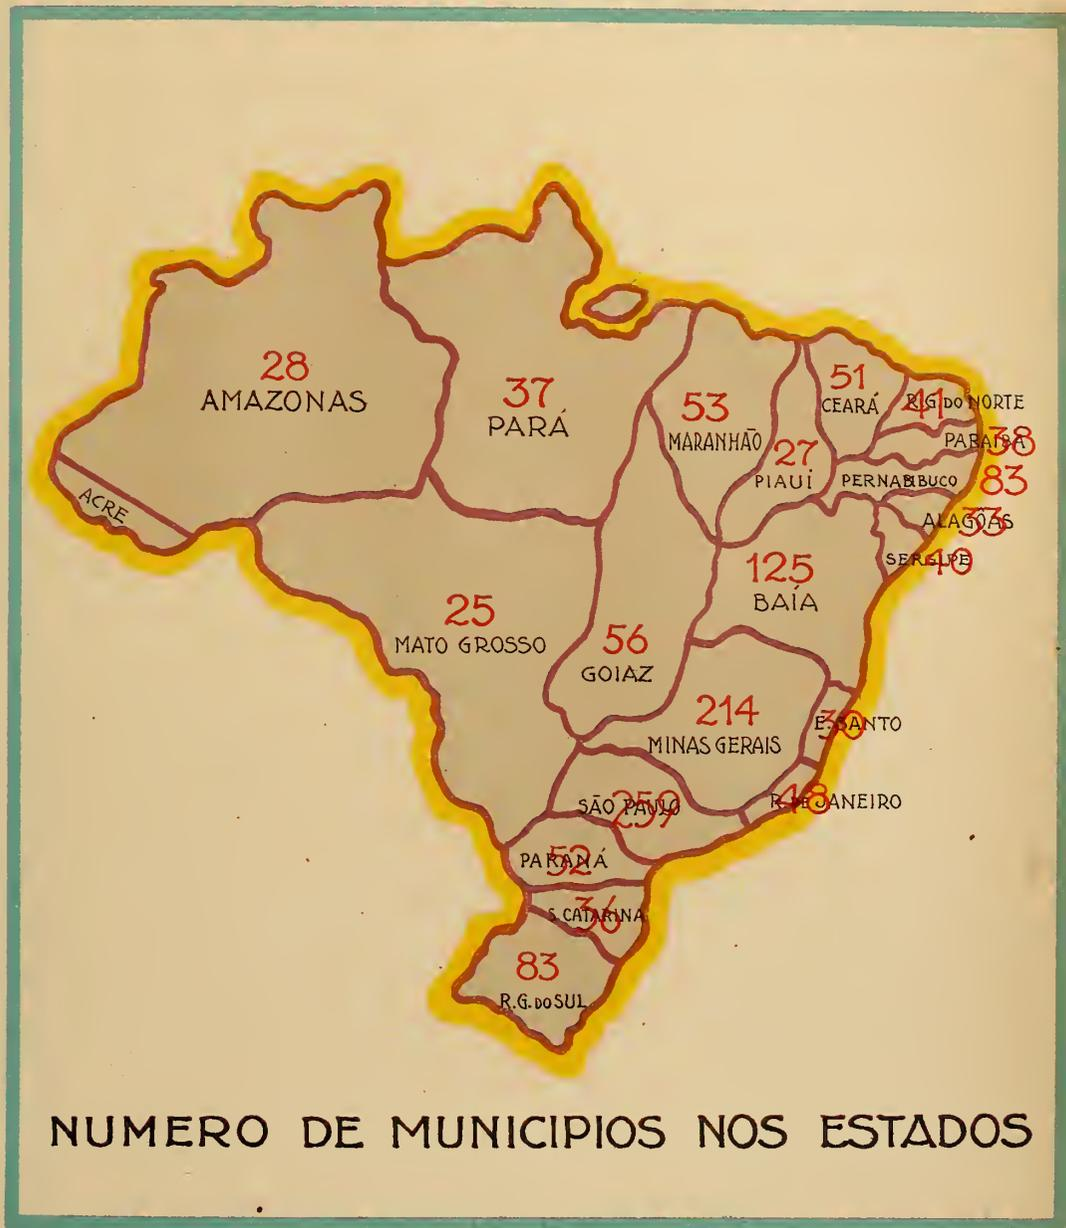 28
AMAZONAS
37
PARÁ
53
MARANHÃO
27
PIAUÍ
51
CEARÁ
41
R.G. DO NORTE
38
PARAÍBA
83
PERNAMBUCO
33
ALAGÔAS
40
SERGIPE
ACRE
125
BAÍA
25
MATO GROSSO
56
GOIAZ
214
MINAS GERAIS
30
E. SANTO
48
R. DE JANEIRO
259
SÃO PAULO
52
PARANÁ
36
S. CATARINA
83
R.G. DO SUL
NUMERO DE MUNICIPIOS NOS ESTADOS